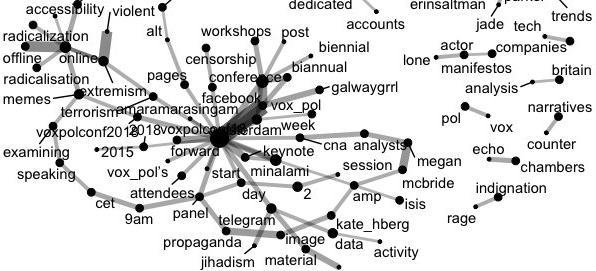 dedicated
erinsaltman
accessibility
violent
accounts
jade
trends
alt
workshops
post
tech
radicalization
censorship
biennial
actor
companies
offline
online
lone
manifestos
radicalisation
pages
conference
biannual
britain
memes
extremism
facebook
galwaygrrl
analysis
terrorism
amaramarasingam
vox_pol
pol
narratives
week
vox
counter
examining
2015
forward
keynote
cna
analysts
echo
speaking
vox_pol's
minalami
session
megan
chambers
start
mcbride
indignation
attendees
day
2
amp
isis
cet
9am
panel
rage
telegram
kate_hberg
propaganda
image
data
activity
jihadism
material